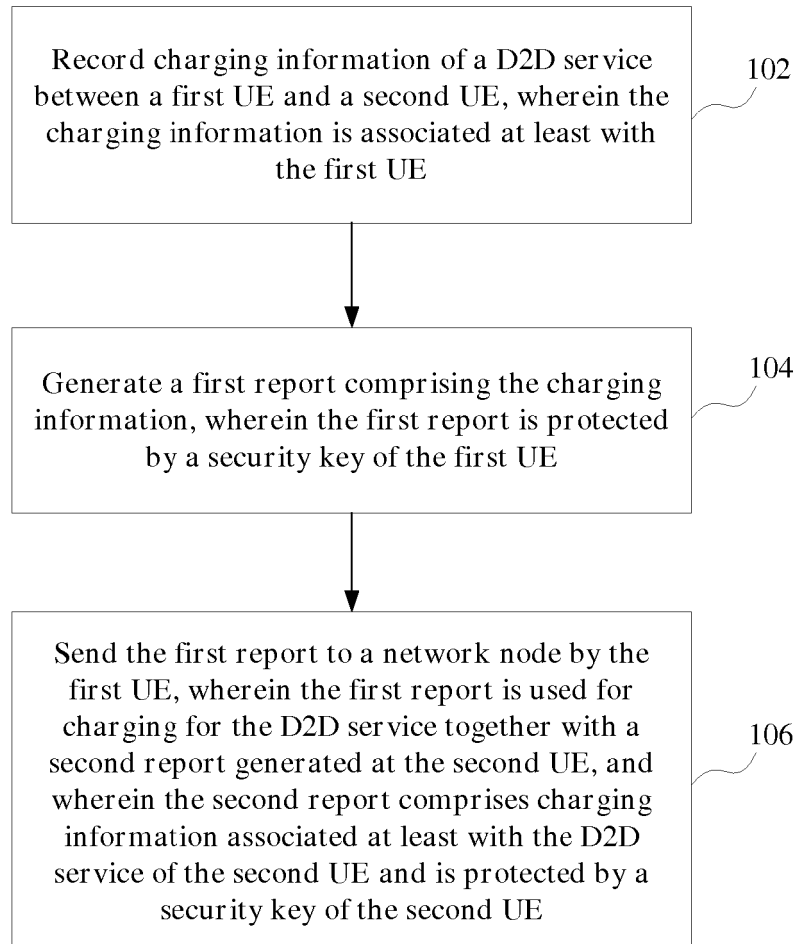 Record charging information of a D2D service
between a first UE and a second UE, wherein the
charging information is associated at least with
the first UE
102
Generate a first report comprising the charging
information, wherein the first report is protected
by a security key of the first UE
104
Send the first report to a network node by the
first UE, wherein the first report is used for
charging for the D2D service together with a
second report generated at the second UE, and
wherein the second report comprises charging
information associated at least with the D2D
service of the second UE and is protected by a
security key of the second UE
106